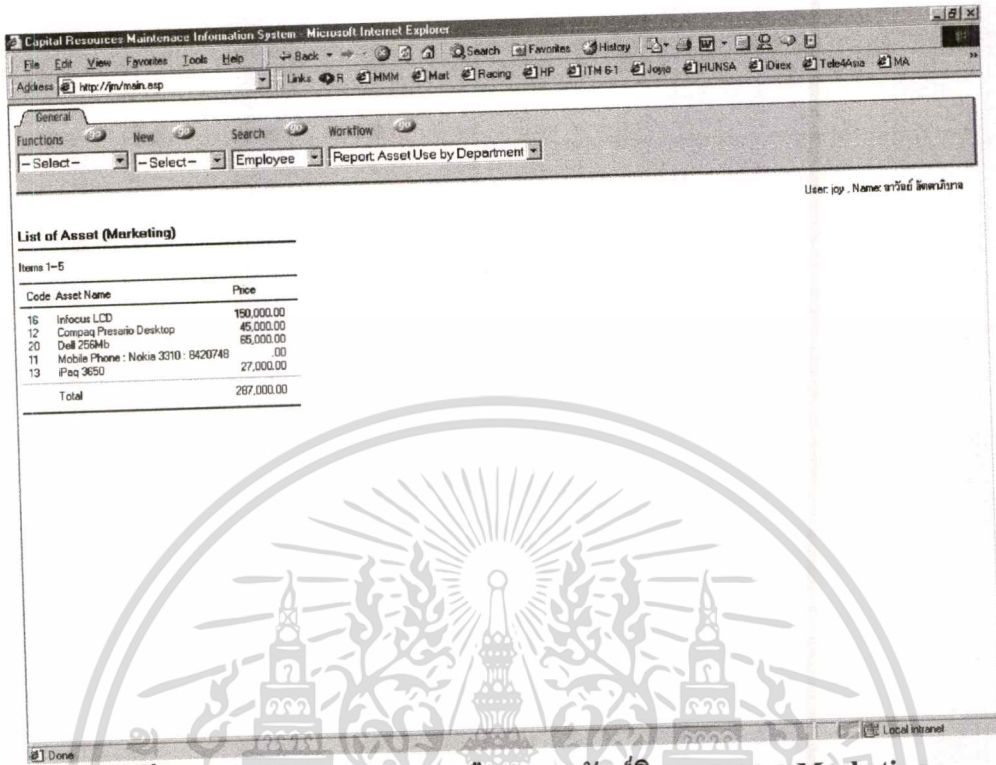 Capital Resources Maintenace Information System - Microsoft Internet Explorer
File Edit View Favorites Tools Help Back Search Favorites History
Address http://jm/main.asp Links R HMM Mart Racing HP ITM 6-1 Joyja HUNSA iDirex Tele4Asia MA
General
Functions New Search Workflow
--Select-- --Select-- Employee Report: Asset Use by Department
User: joy , Name:
List of Asset (Marketing)
Items 1-5
Code Asset Name Price
16 Infocus LCD 150,000.00
12 Compaq Presario Desktop 45,000.00
20 Dell 256Mb 65,000.00
11 Mobile Phone : Nokia 3310 : 8420748 .00
13 iPaq 3650 27,000.00
Total 287,000.00
Done Local intranet
Marketing